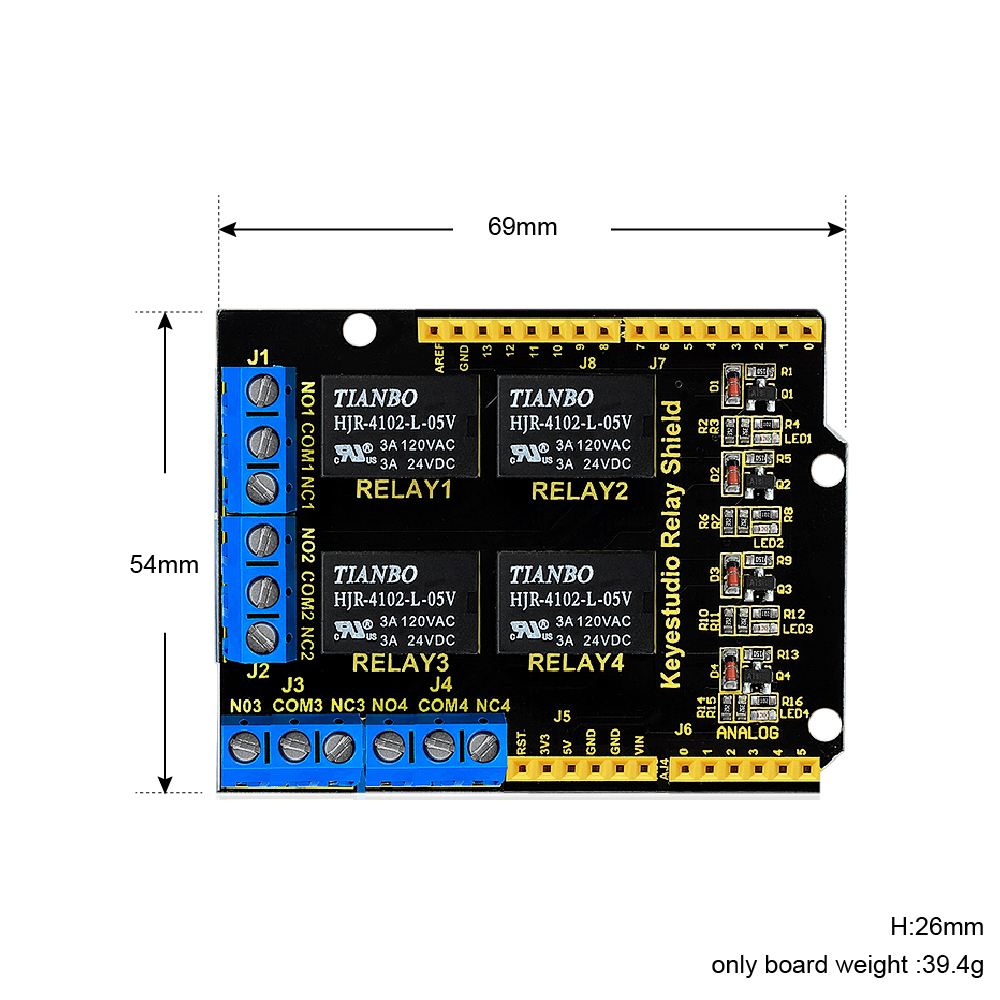 69mm
54mm
AREF
GND
13
12
11
10
9
8
7
6
5
4
3
2
1
0
J8
J7
J1
NO1 COM1 NC1
TIANBO
HJR-4102-L-05V
3A 120VAC
3A 24VDC
RELAY1
TIANBO
HJR-4102-L-05V
3A 120VAC
3A 24VDC
RELAY2
NO2 COM2 NC2
J2
TIANBO
HJR-4102-L-05V
3A 120VAC
3A 24VDC
RELAY3
TIANBO
HJR-4102-L-05V
3A 120VAC
3A 24VDC
RELAY4
Keyestudio Relay Shield
D1
R1
Q1
R2
R3
R4
LED1
D2
R5
Q2
R6
R7
R8
LED2
D3
R9
Q3
R10
R11
R12
LED3
D4
R13
Q4
R14
R15
R16
LED4
ANALOG
J3
N03 COM3 NC3
J4
NO4 COM4 NC4
J5
RST
3V3
5V
GND
GND
VIN
AJ4
J6
0
1
2
3
4
5
H:26mm
only board weight :39.4g